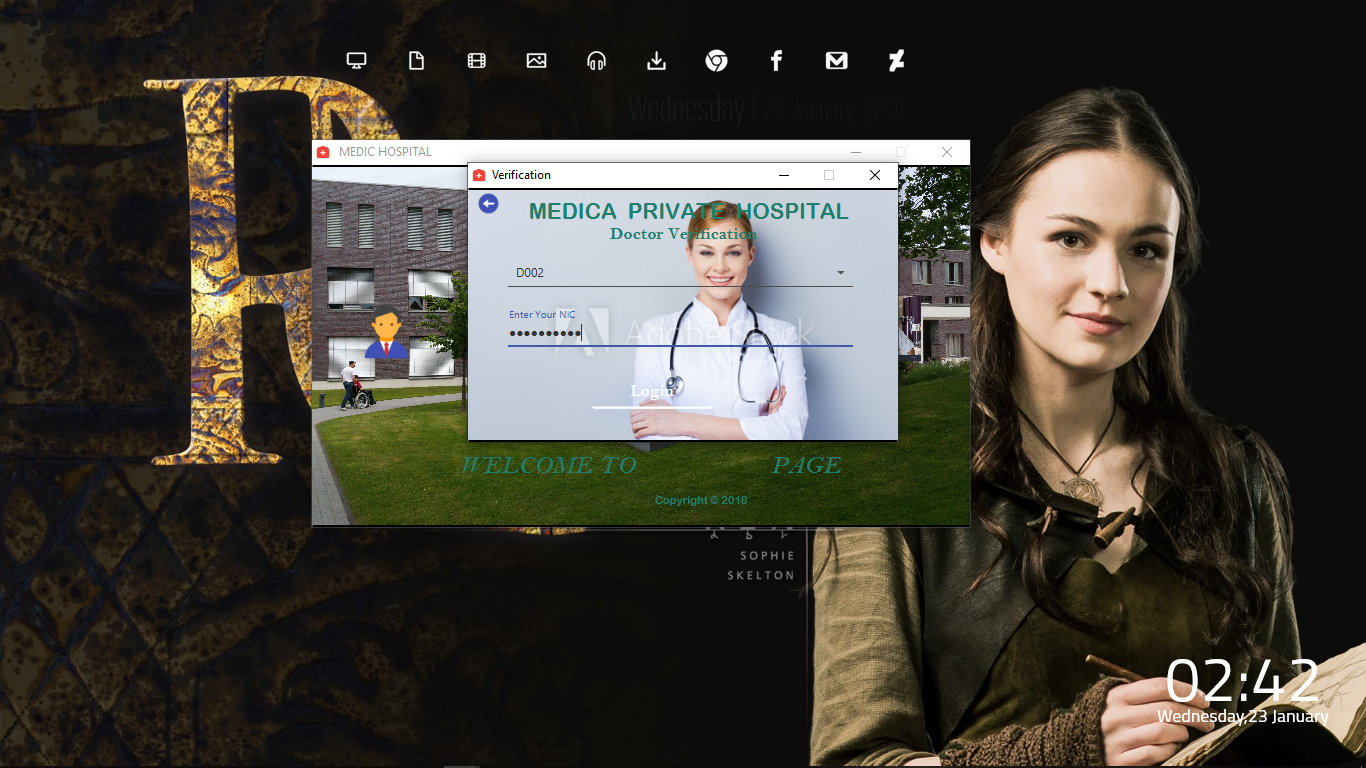 Wednesday | 23 January, 2019
MEDIC HOSPITAL
Verification
MEDICA PRIVATE HOSPITAL
Doctor Verification
D002
Enter Your NIC
••••••••••
Adobe Stock
Login
WELCOME TO PAGE
Copyright © 2018
SOPHIE
SKELTON
02:42
Wednesday,23 January